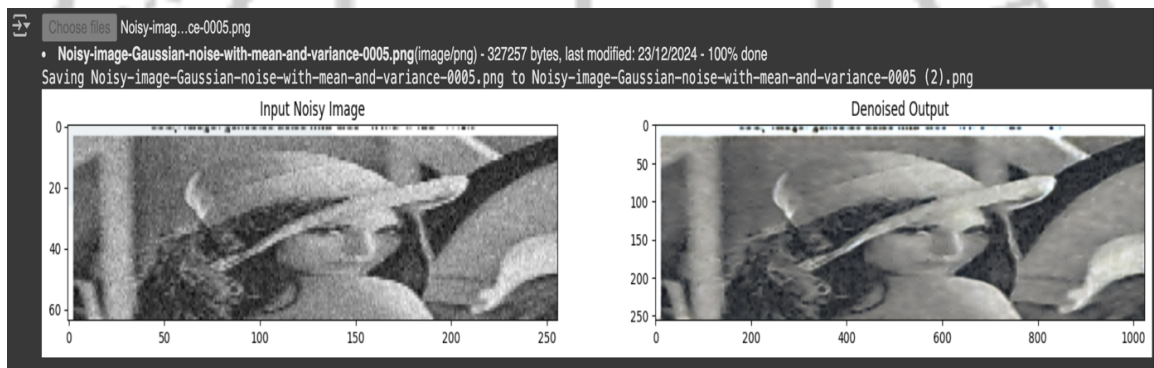 Choose files Noisy-imag...ce-0005.png
• Noisy-image-Gaussian-noise-with-mean-and-variance-0005.png(image/png) - 327257 bytes, last modified: 23/12/2024 - 100% done
Saving Noisy-image-Gaussian-noise-with-mean-and-variance-0005.png to Noisy-image-Gaussian-noise-with-mean-and-variance-0005 (2).png
Input Noisy Image
0
20
40
60
0 50 100 150 200 250
Denoised Output
0
50
100
150
200
250
0 200 400 600 800 1000